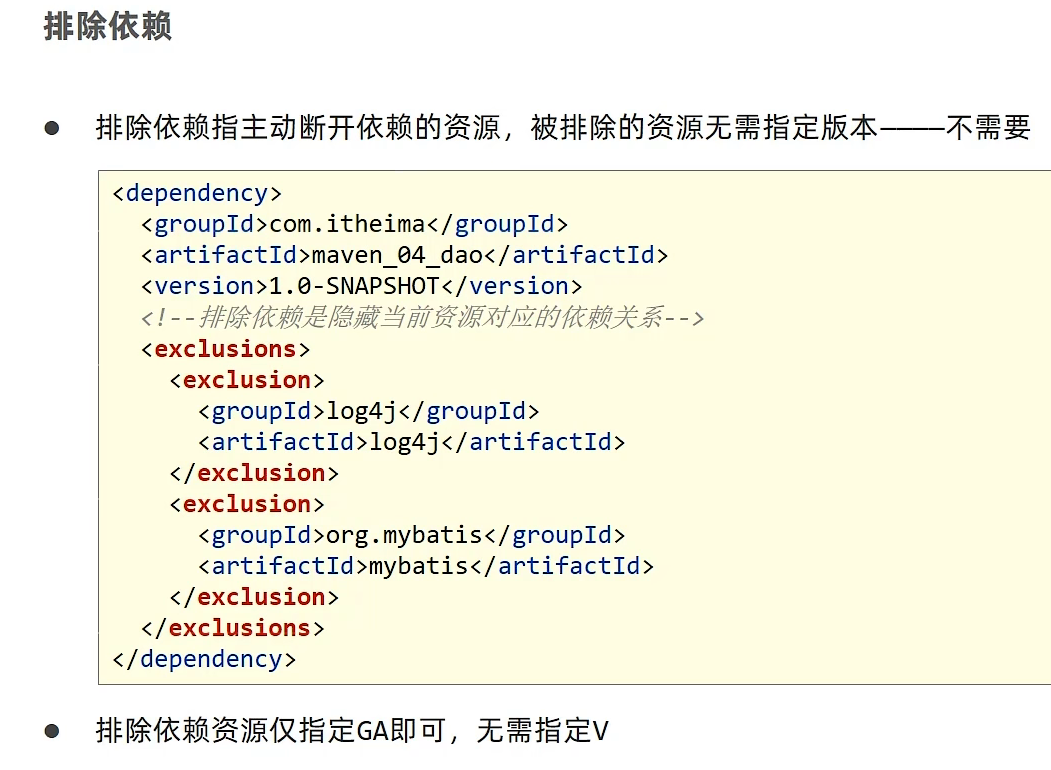 排除依赖
● 排除依赖指主动断开依赖的资源，被排除的资源无需指定版本————不需要
<dependency>
  <groupId>com.itheima</groupId>
  <artifactId>maven_04_dao</artifactId>
  <version>1.0-SNAPSHOT</version>
  <!--排除依赖是隐藏当前资源对应的依赖关系-->
  <exclusions>
    <exclusion>
      <groupId>log4j</groupId>
      <artifactId>log4j</artifactId>
    </exclusion>
    <exclusion>
      <groupId>org.mybatis</groupId>
      <artifactId>mybatis</artifactId>
    </exclusion>
  </exclusions>
</dependency>
● 排除依赖资源仅指定GA即可，无需指定V